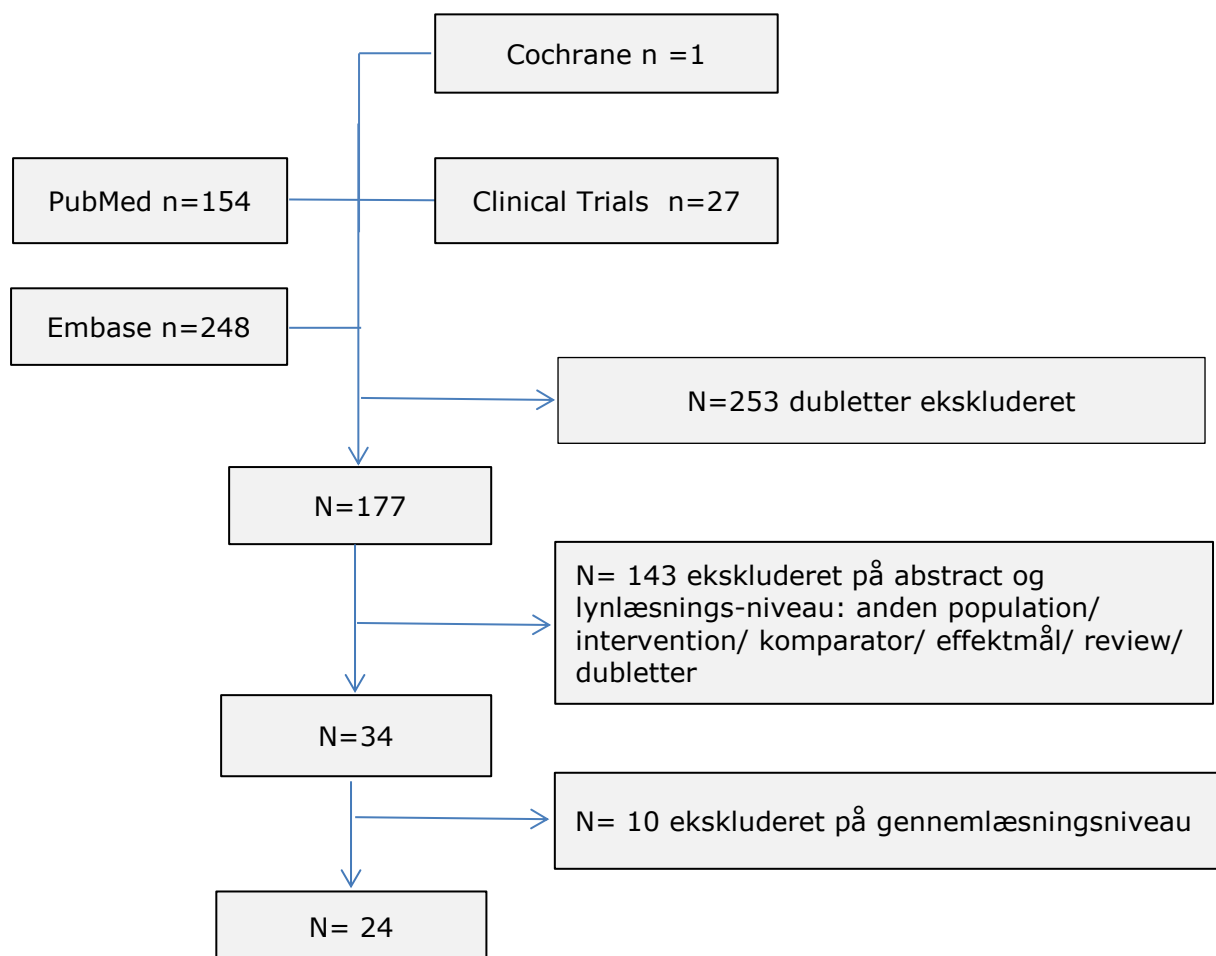 Cochrane n =1
PubMed n=154
Clinical Trials  n=27
Embase n=248
N=253 dubletter ekskluderet
N=177
N= 143 ekskluderet på abstract og
lynlæsnings-niveau: anden population/
intervention/ komparator/ effektmål/ review/
dubletter
N=34
N= 10 ekskluderet på gennemlæsningsniveau
N= 24